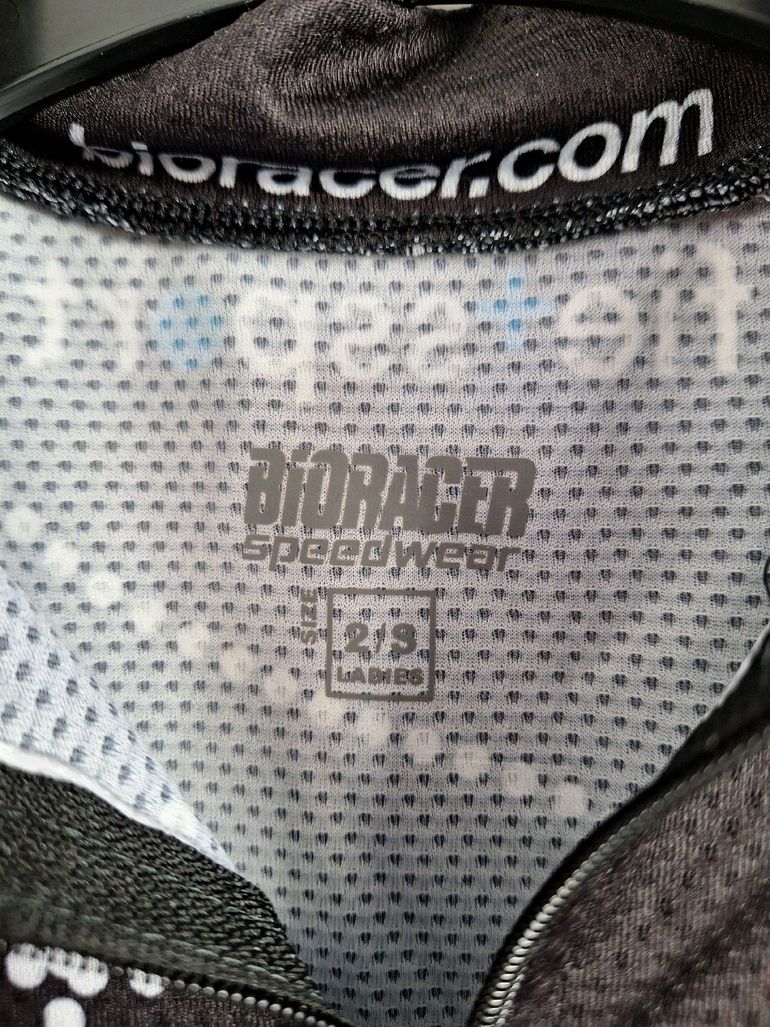 bioracer.com
BIORACER
speedwear
SIZE
2/S
LADIES